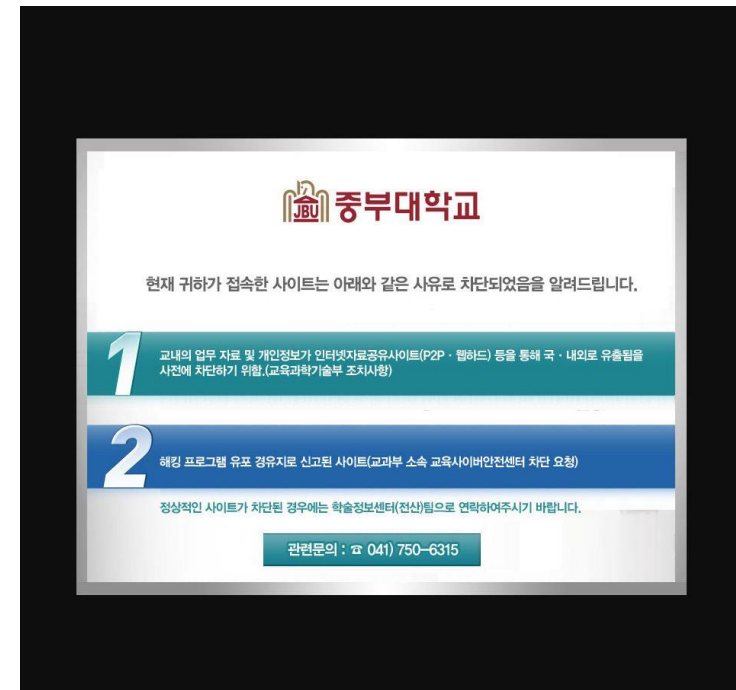 JBU 중부대학교
현재 귀하가 접속한 사이트는 아래와 같은 사유로 차단되었음을 알려드립니다.
1
교내의 업무 자료 및 개인정보가 인터넷자료공유사이트(P2P · 웹하드) 등을 통해 국 · 내외로 유출됨을
사전에 차단하기 위함.(교육과학기술부 조치사항)
2
해킹 프로그램 유포 경유지로 신고된 사이트(교과부 소속 교육사이버안전센터 차단 요청)
정상적인 사이트가 차단된 경우에는 학술정보센터(전산)팀으로 연락하여주시기 바랍니다.
관련문의 : ☎ 041) 750-6315